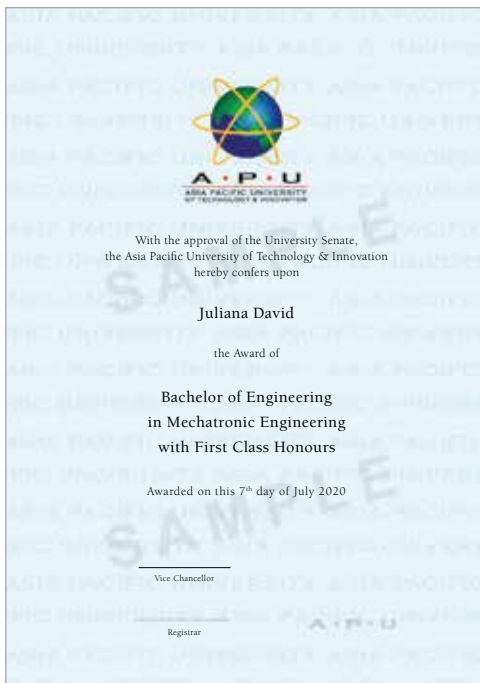 A · P · U
ASIA PACIFIC UNIVERSITY
OF TECHNOLOGY & INNOVATION
With the approval of the University Senate,
the Asia Pacific University of Technology & Innovation
hereby confers upon
SAMPLE
Juliana David
the Award of
Bachelor of Engineering
in Mechatronic Engineering
with First Class Honours
Awarded on this 7th day of July 2020
SAMPLE
Vice Chancellor
Registrar
A · P · U